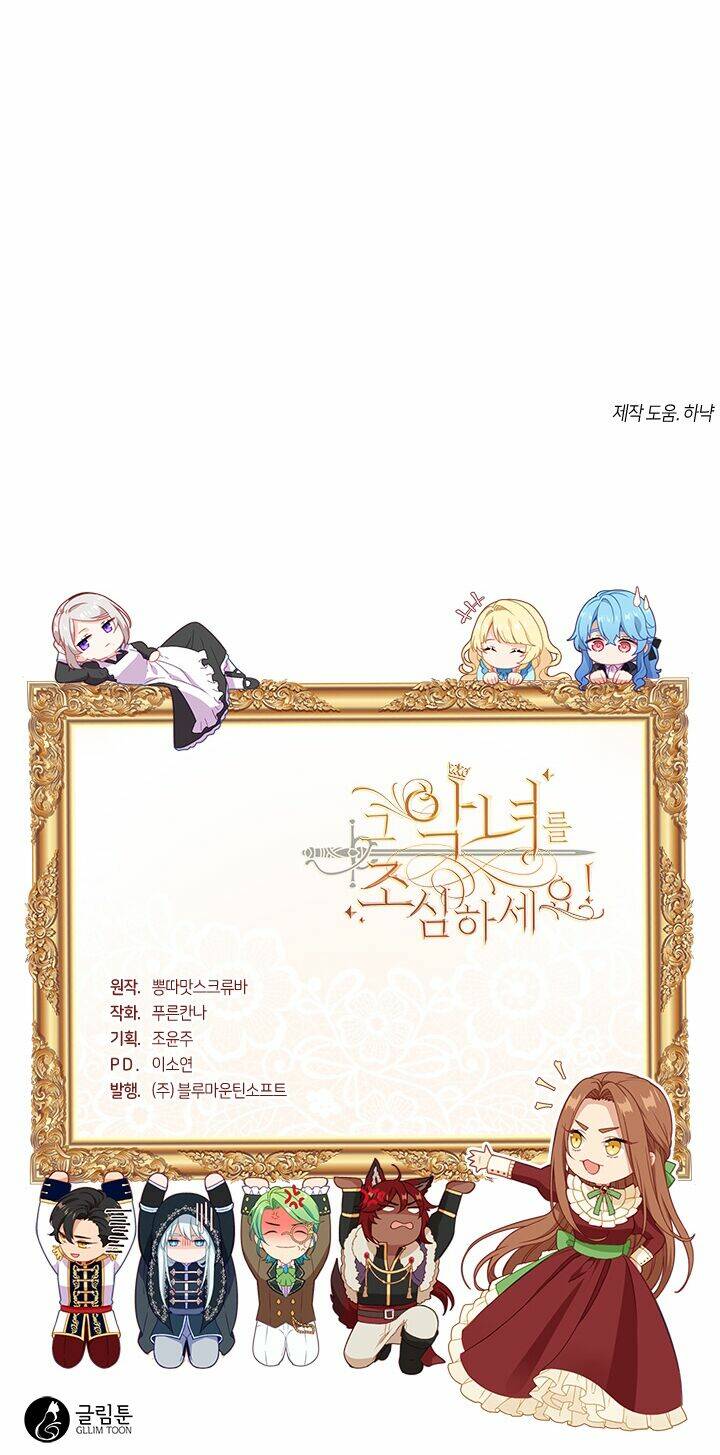 제작 도움. 하냑
그 악녀를
조심하세요!
원작. 뽕따맛스크류바
작화. 푸른칸나
기획. 조윤주
PD. 이소연
발행. (주) 블루마운틴소프트
글림툰
GLLIM TOON